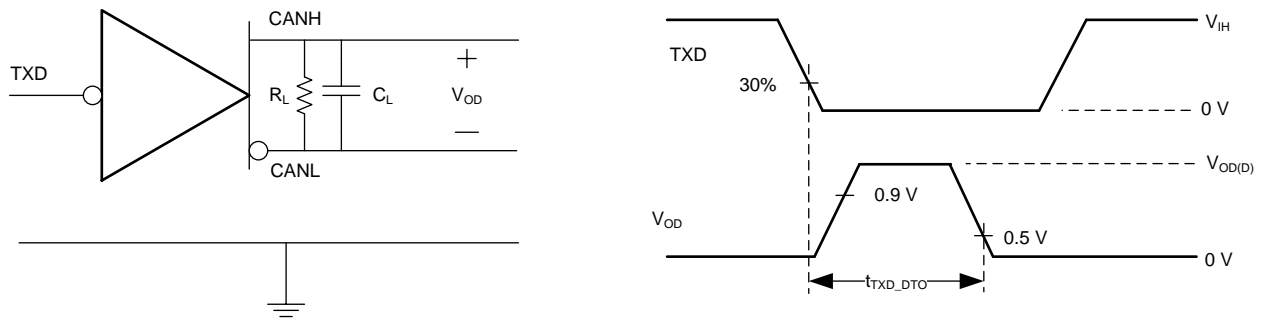 CANH
TXD
R_L
C_L
+
V_OD
—
CANL
V_IH
TXD
30%
0 V
V_OD(D)
0.9 V
V_OD
0.5 V
0 V
t_TXD_DTO